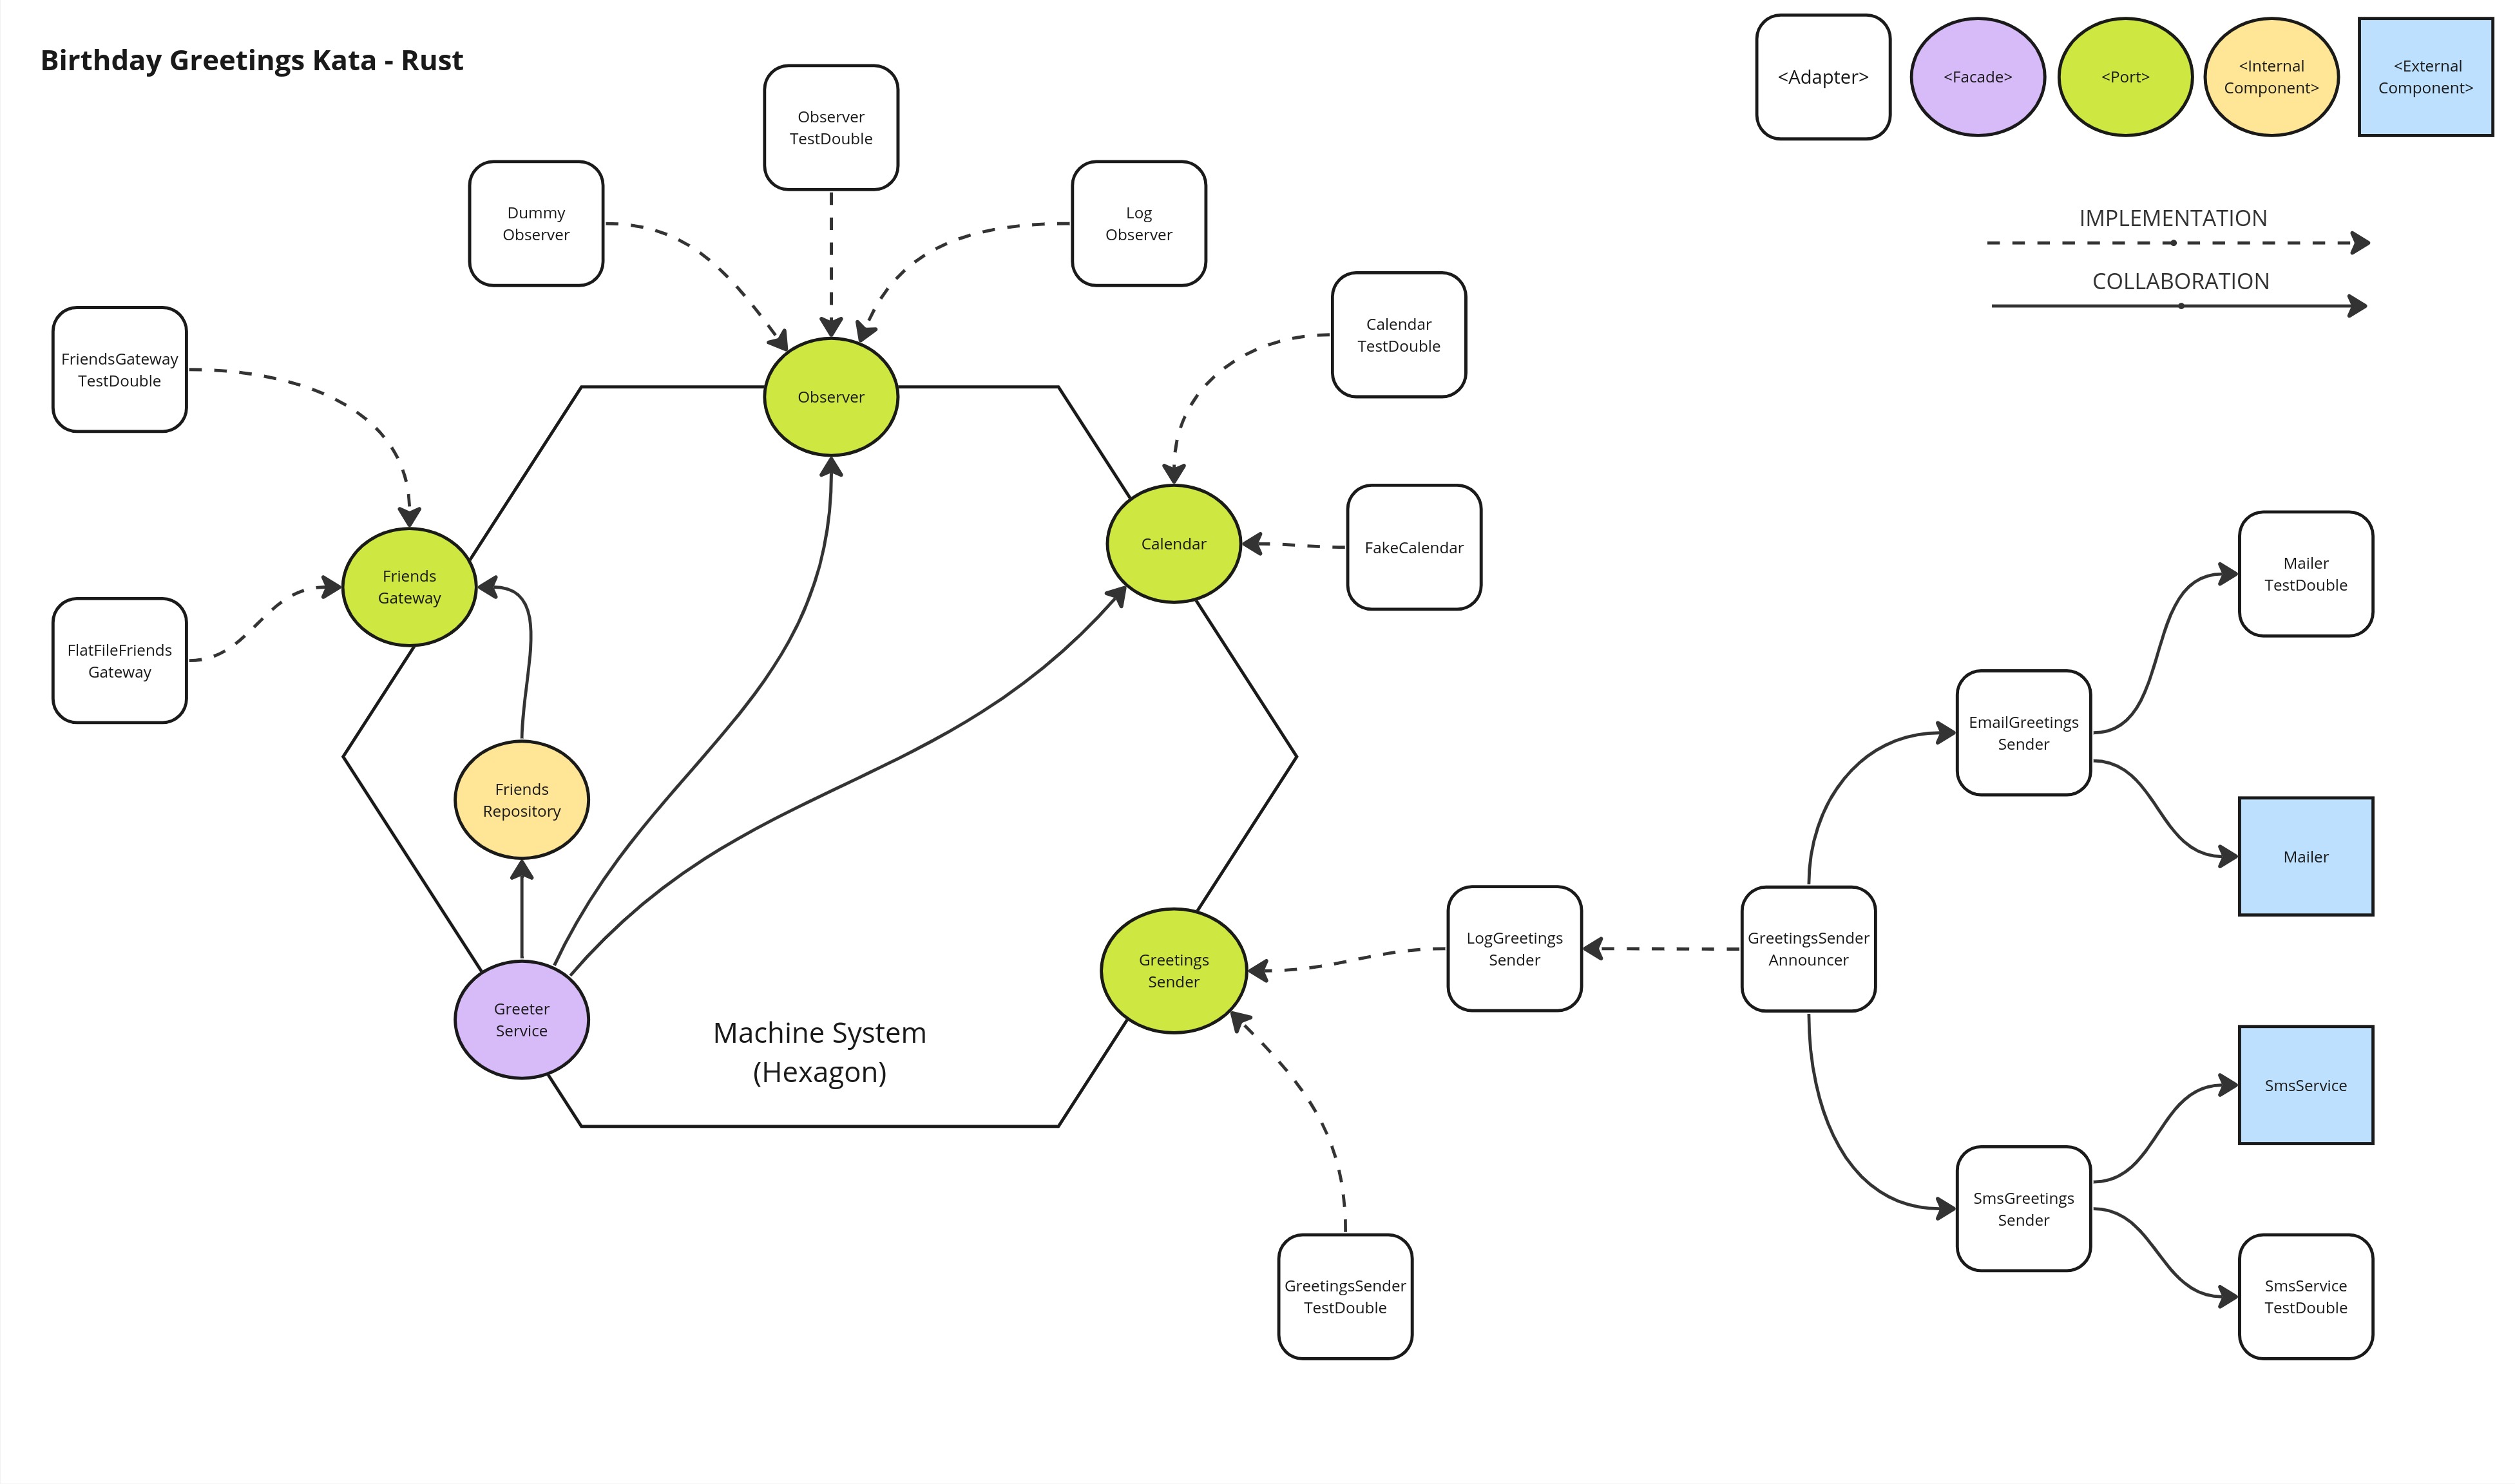 Birthday Greetings Kata - Rust
<Adapter>
<Facade>
<Port>
<Internal
Component>
<External
Component>
IMPLEMENTATION
COLLABORATION
Observer
TestDouble
Dummy
Observer
Log
Observer
Calendar
TestDouble
FriendsGateway
TestDouble
Observer
Calendar
FakeCalendar
Friends
Gateway
FlatFileFriends
Gateway
Mailer
TestDouble
EmailGreetings
Sender
Friends
Repository
Mailer
LogGreetings
Sender
GreetingsSender
Announcer
Greetings
Sender
Greeter
Service
Machine System
(Hexagon)
SmsService
SmsGreetings
Sender
GreetingsSender
TestDouble
SmsService
TestDouble